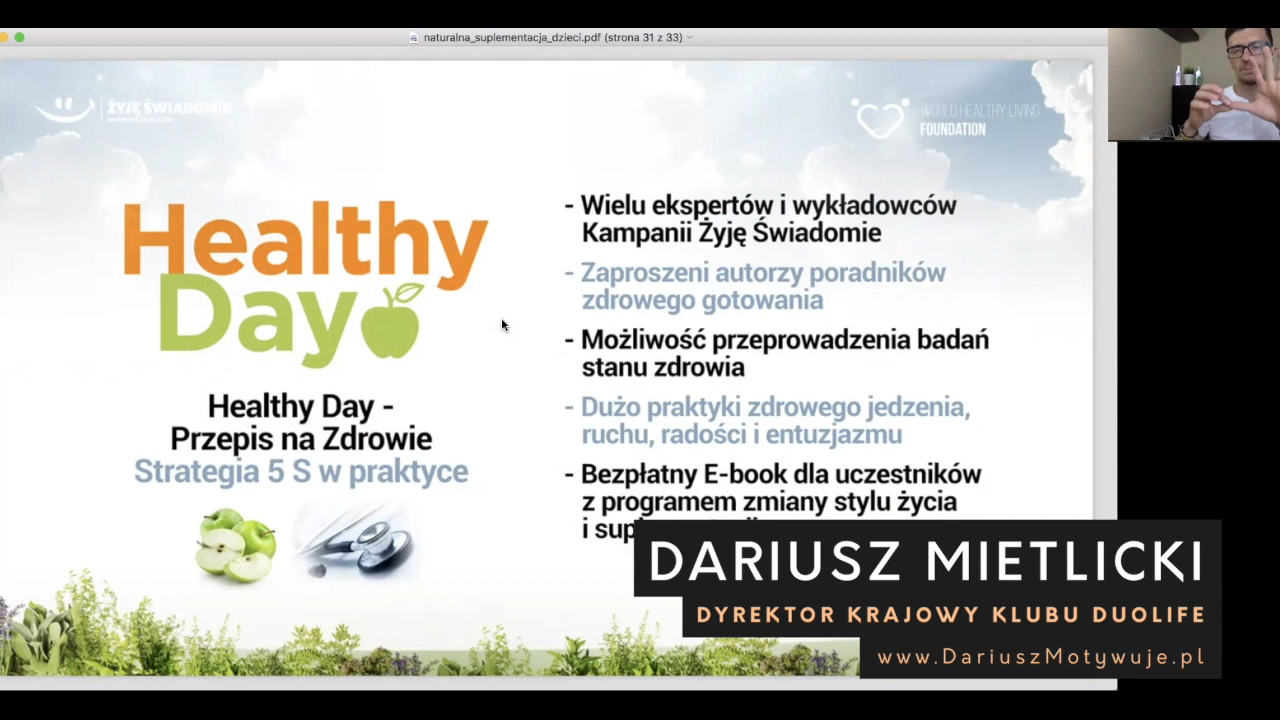 naturalna_suplementacja_dzieci.pdf (strona 31 z 33)
ŻYJĘ ŚWIADOMIE
WORLD HEALTHY LIVING
FOUNDATION
Healthy
Day
Healthy Day -
Przepis na Zdrowie
Strategia 5 S w praktyce
- Wielu ekspertów i wykładowców
Kampanii Żyję Świadomie
- Zaproszeni autorzy poradników
zdrowego gotowania
- Możliwość przeprowadzenia badań
stanu zdrowia
- Dużo praktyki zdrowego jedzenia,
ruchu, radości i entuzjazmu
- Bezpłatny E-book dla uczestników
z programem zmiany stylu życia
i
DARIUSZ MIETLICKI
DYREKTOR KRAJOWY KLUBU DUOLIFE
www.DariuszMotywuje.pl